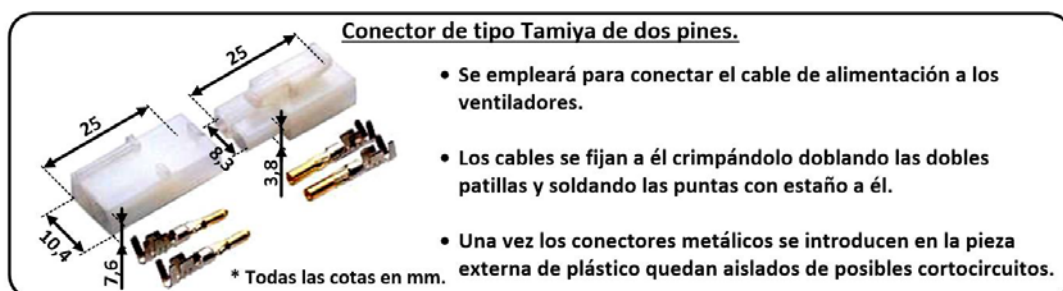 Conector de tipo Tamiya de dos pines.
25
25
8,3
3,8
10,4
7,6
• Se empleará para conectar el cable de alimentación a los
ventiladores.
• Los cables se fijan a él crimpándolo doblando las dobles
patillas y soldando las puntas con estaño a él.
• Una vez los conectores metálicos se introducen en la pieza
externa de plástico quedan aislados de posibles cortocircuitos.
* Todas las cotas en mm.